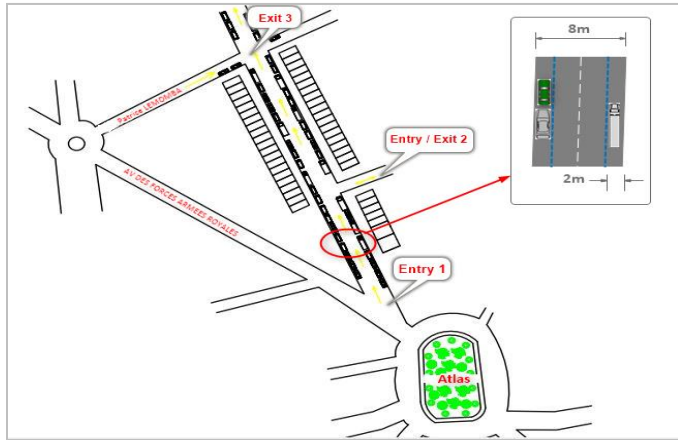 Exit 3
8m
Patrice LEMOMBA
Entry / Exit 2
2m
AV DES FORCES ARMEES ROYALES
Entry 1
Atlas